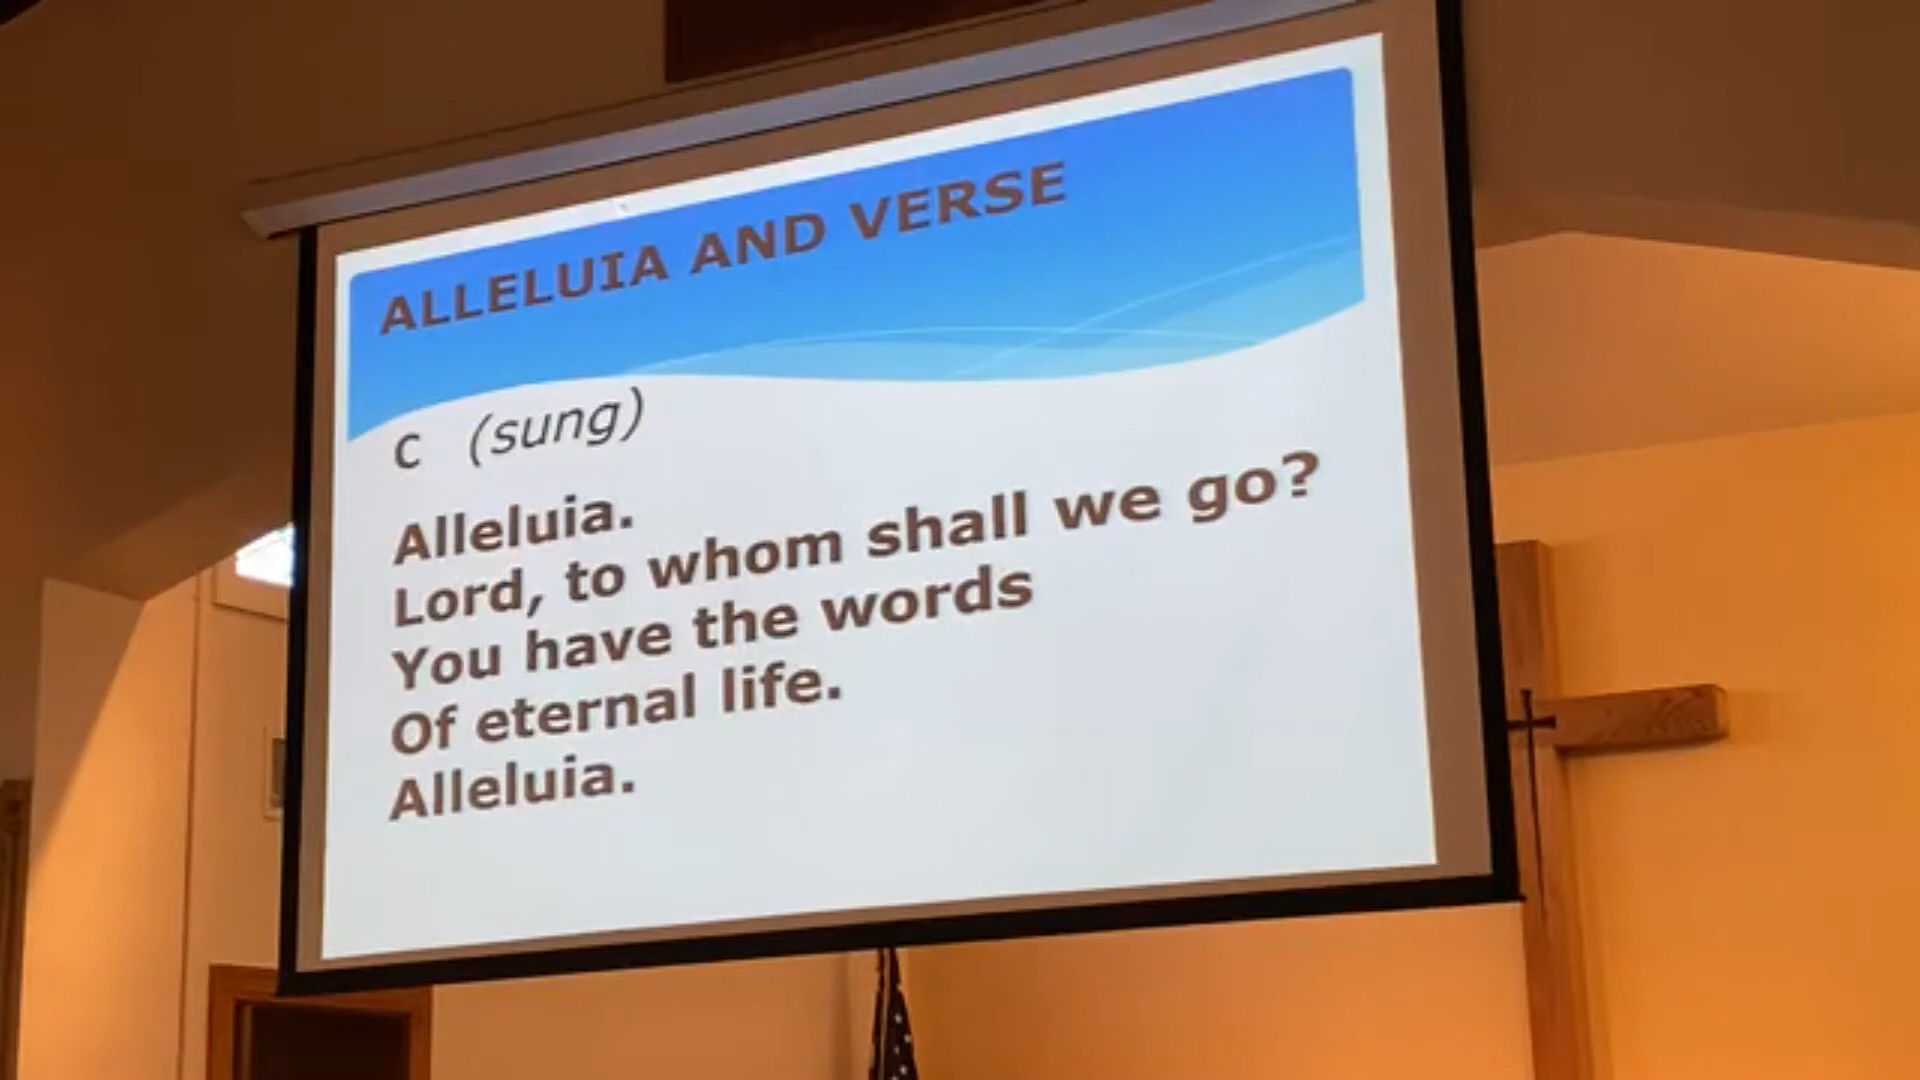 ALLELUIA AND VERSE
C (sung)
Alleluia.
Lord, to whom shall we go?
You have the words
Of eternal life.
Alleluia.